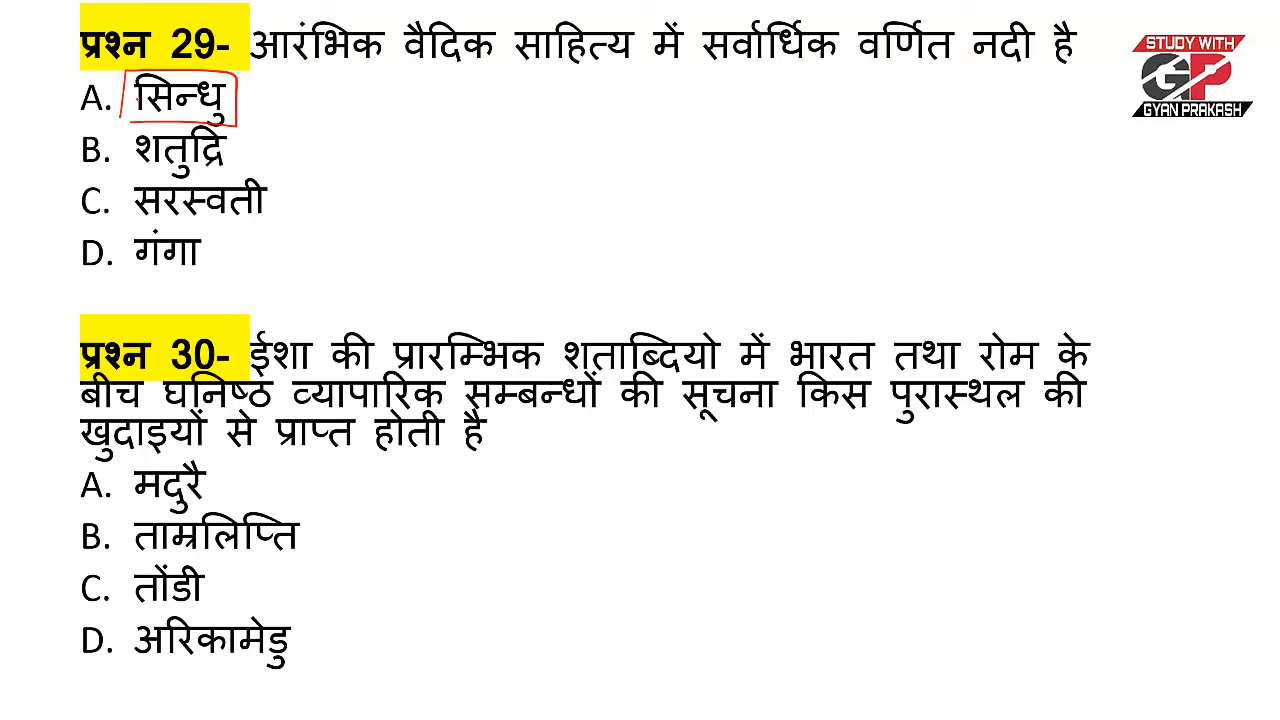 प्रश्न 29- आरंभिक वैदिक साहित्य में सर्वार्धिक वर्णित नदी है
A. सिन्धु
B. शतुद्रि
C. सरस्वती
D. गंगा
STUDY WITH
GP
GYAN PRAKASH
प्रश्न 30- ईशा की प्रारम्भिक शताब्दियो में भारत तथा रोम के
बीच घनिष्ठ व्यापारिक सम्बन्धों की सूचना किस पुरास्थल की
खुदाइयों से प्राप्त होती है
A. मदुरै
B. ताम्रलिप्ति
C. तोंडी
D. अरिकामेडु